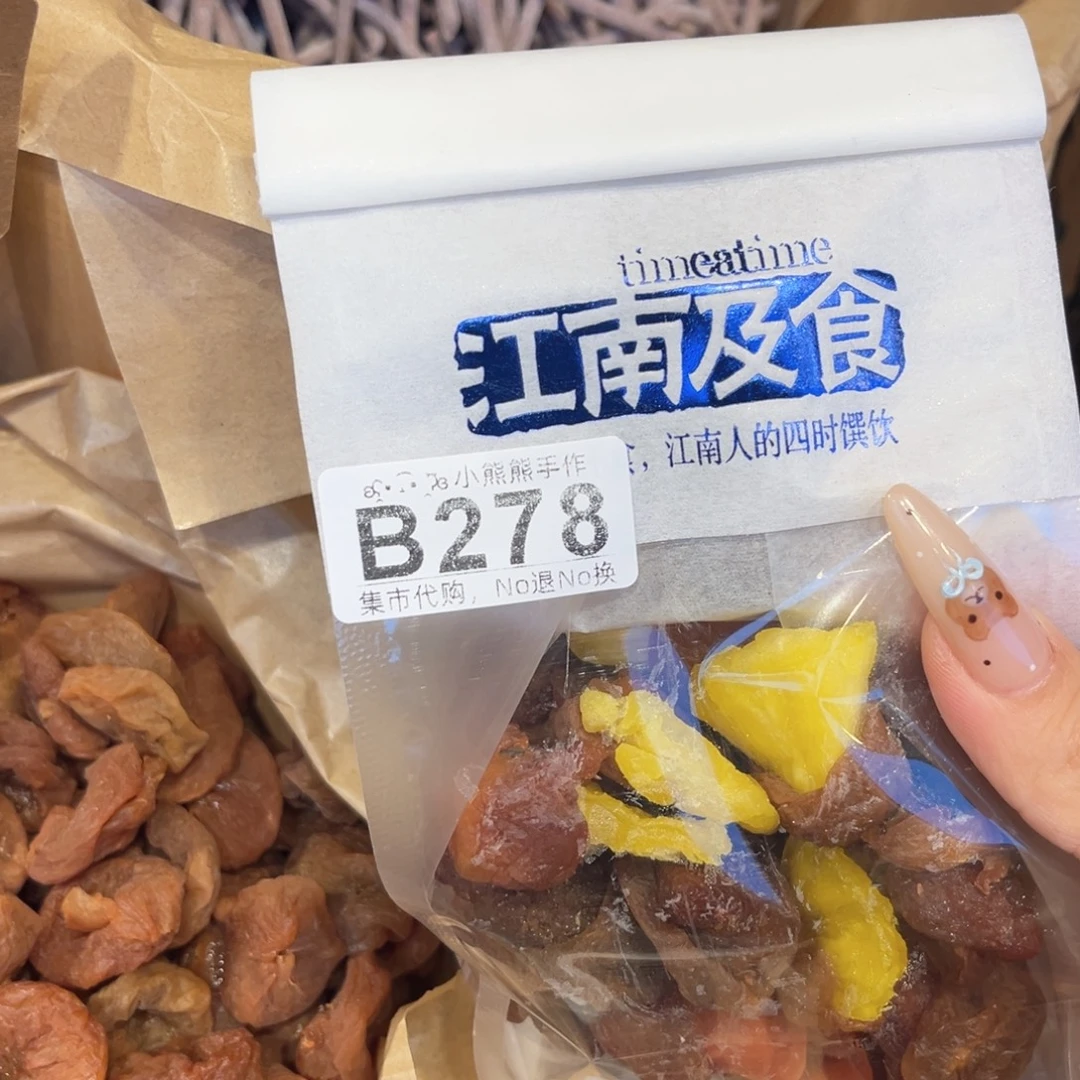 timeatime
江南及食
，江南人的四时馔饮
小熊熊手作
B278
集市代购，No退No换